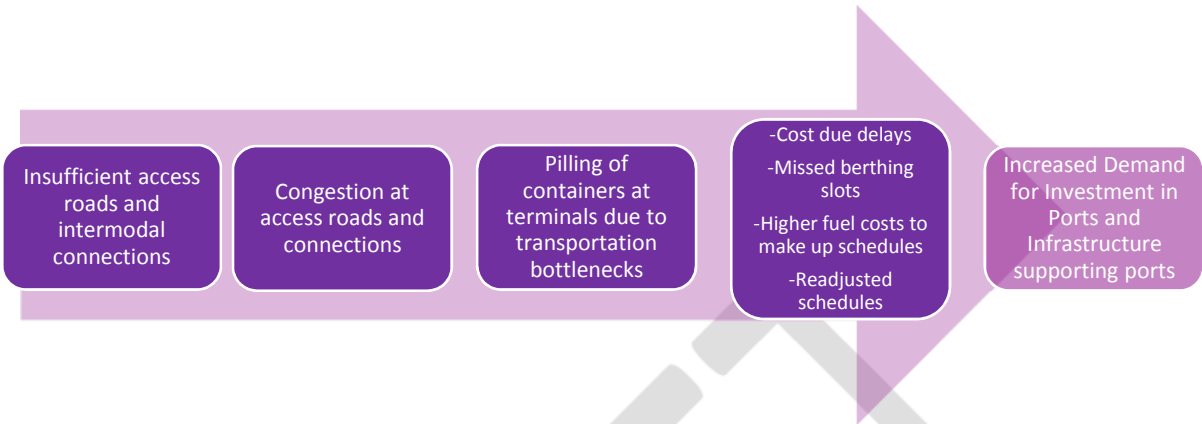 Insufficient access
roads and
intermodal
connections
Congestion at
access roads and
connections
Pilling of
containers at
terminals due to
transportation
bottlenecks
-Cost due delays
-Missed berthing
slots
-Higher fuel costs to
make up schedules
-Readjusted
schedules
Increased Demand
for Investment in
Ports and
Infrastructure
supporting ports